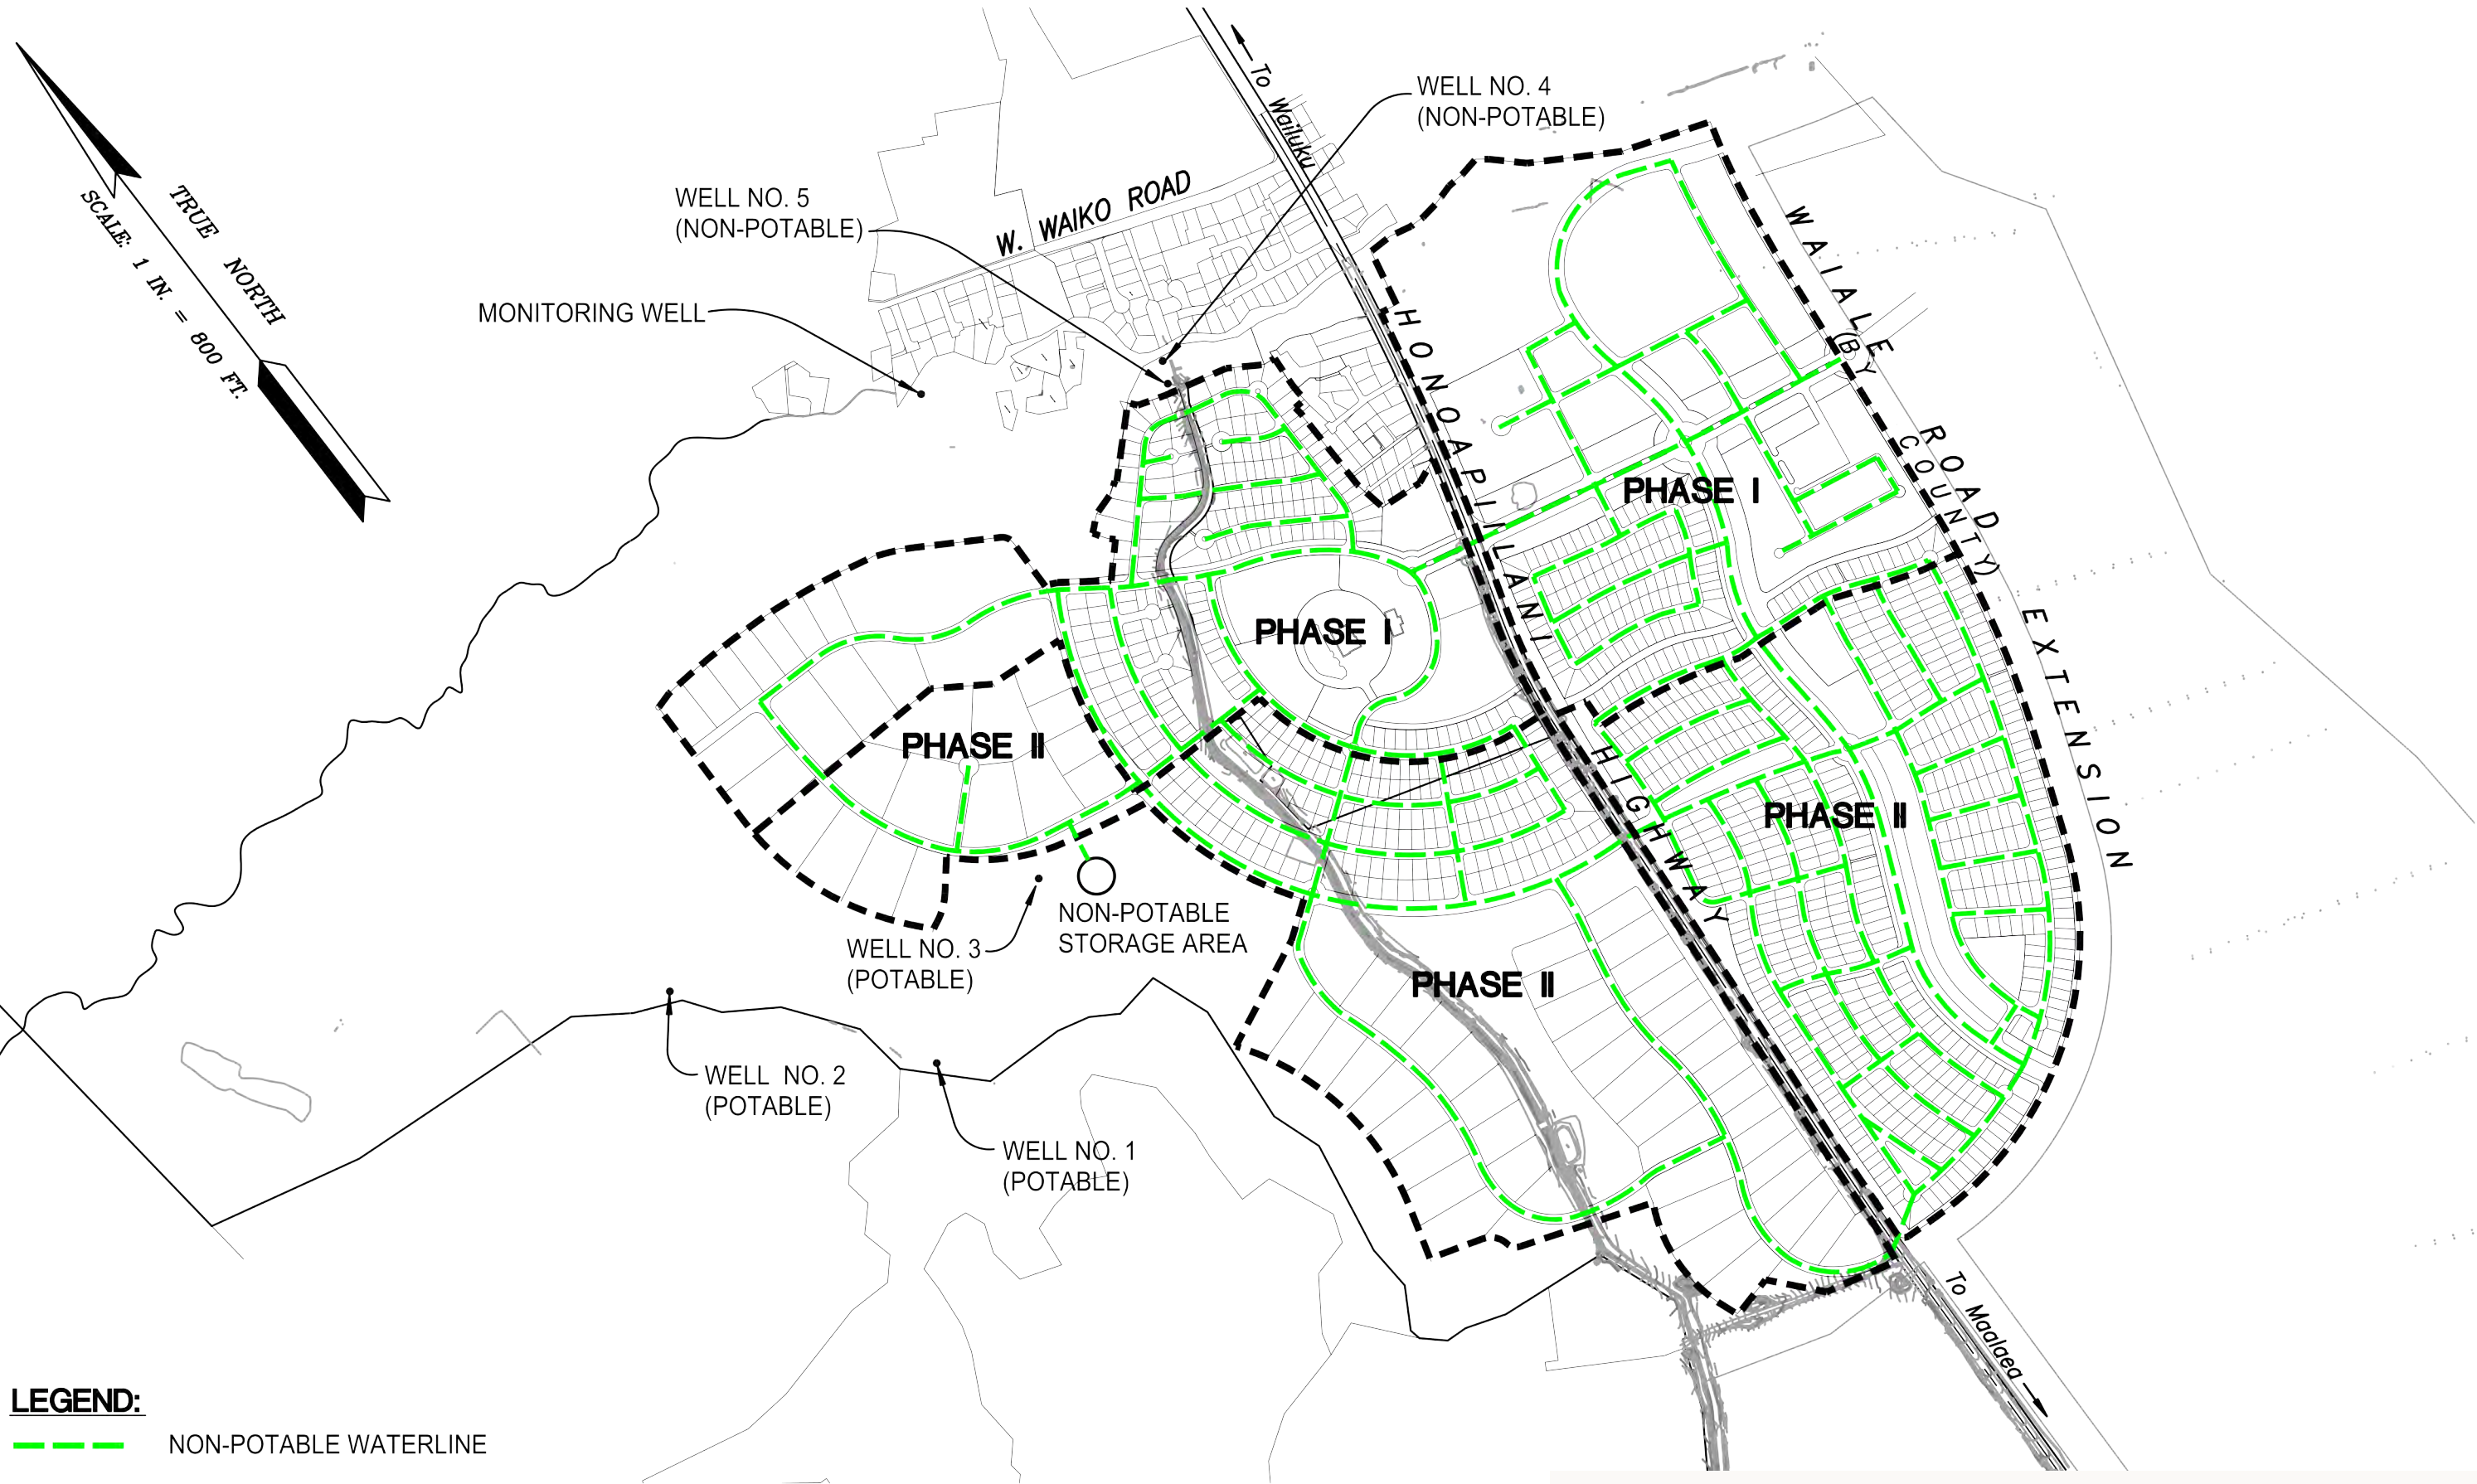 To Wailuku
WELL NO. 4
(NON-POTABLE)
WELL NO. 5
(NON-POTABLE)
W. WAIKO ROAD
TRUE NORTH
SCALE: 1 IN. = 800 FT.
MONITORING WELL
HONOAPIILANI HIGHWAY
WAIALE ROAD EXTENSION
(BY COUNTY)
PHASE I
PHASE I
PHASE II
PHASE II
PHASE II
WELL NO. 3
(POTABLE)
NON-POTABLE
STORAGE AREA
WELL NO. 2
(POTABLE)
WELL NO. 1
(POTABLE)
To Maalaea
LEGEND:
NON-POTABLE WATERLINE